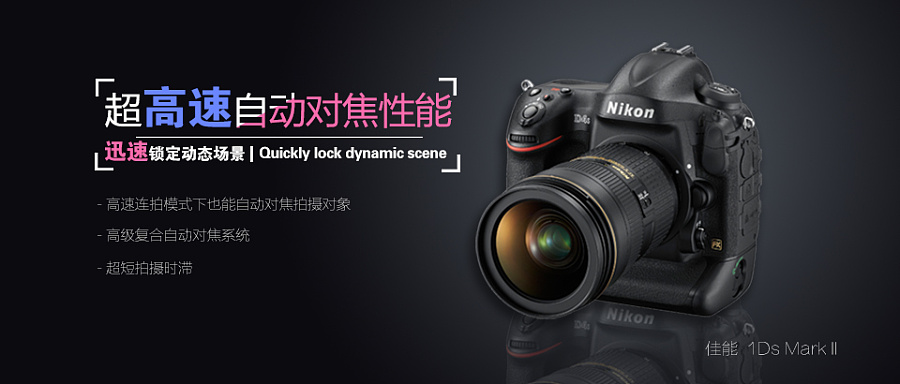 超高速自动对焦性能
迅速锁定动态场景 | Quickly lock dynamic scene
- 高速连拍模式下也能自动对焦拍摄对象
- 高级复合自动对焦系统
- 超短拍摄时滞
Nikon
佳能 1Ds Mark II